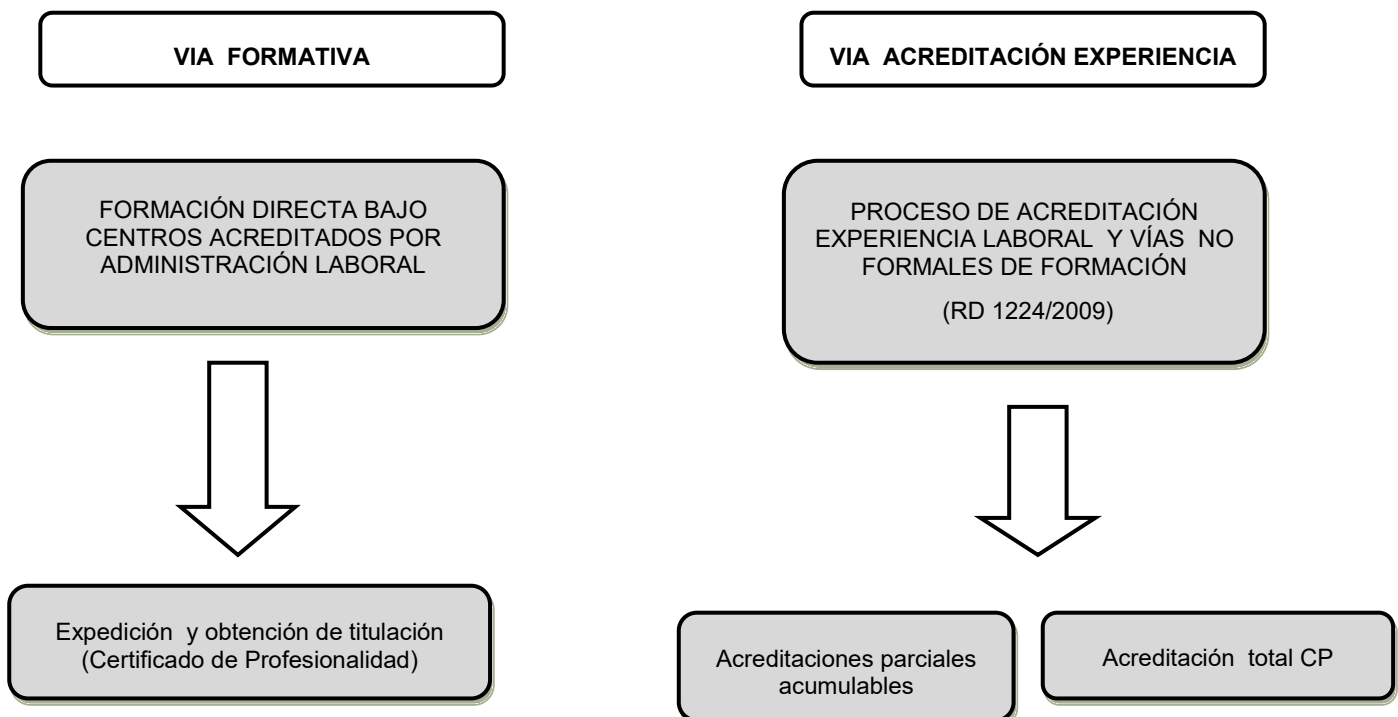 VIA FORMATIVA
FORMACIÓN DIRECTA BAJO
CENTROS ACREDITADOS POR
ADMINISTRACIÓN LABORAL
Expedición y obtención de titulación
(Certificado de Profesionalidad)
VIA ACREDITACIÓN EXPERIENCIA
PROCESO DE ACREDITACIÓN
EXPERIENCIA LABORAL Y VÍAS NO
FORMALES DE FORMACIÓN
(RD 1224/2009)
Acreditaciones parciales
acumulables
Acreditación total CP